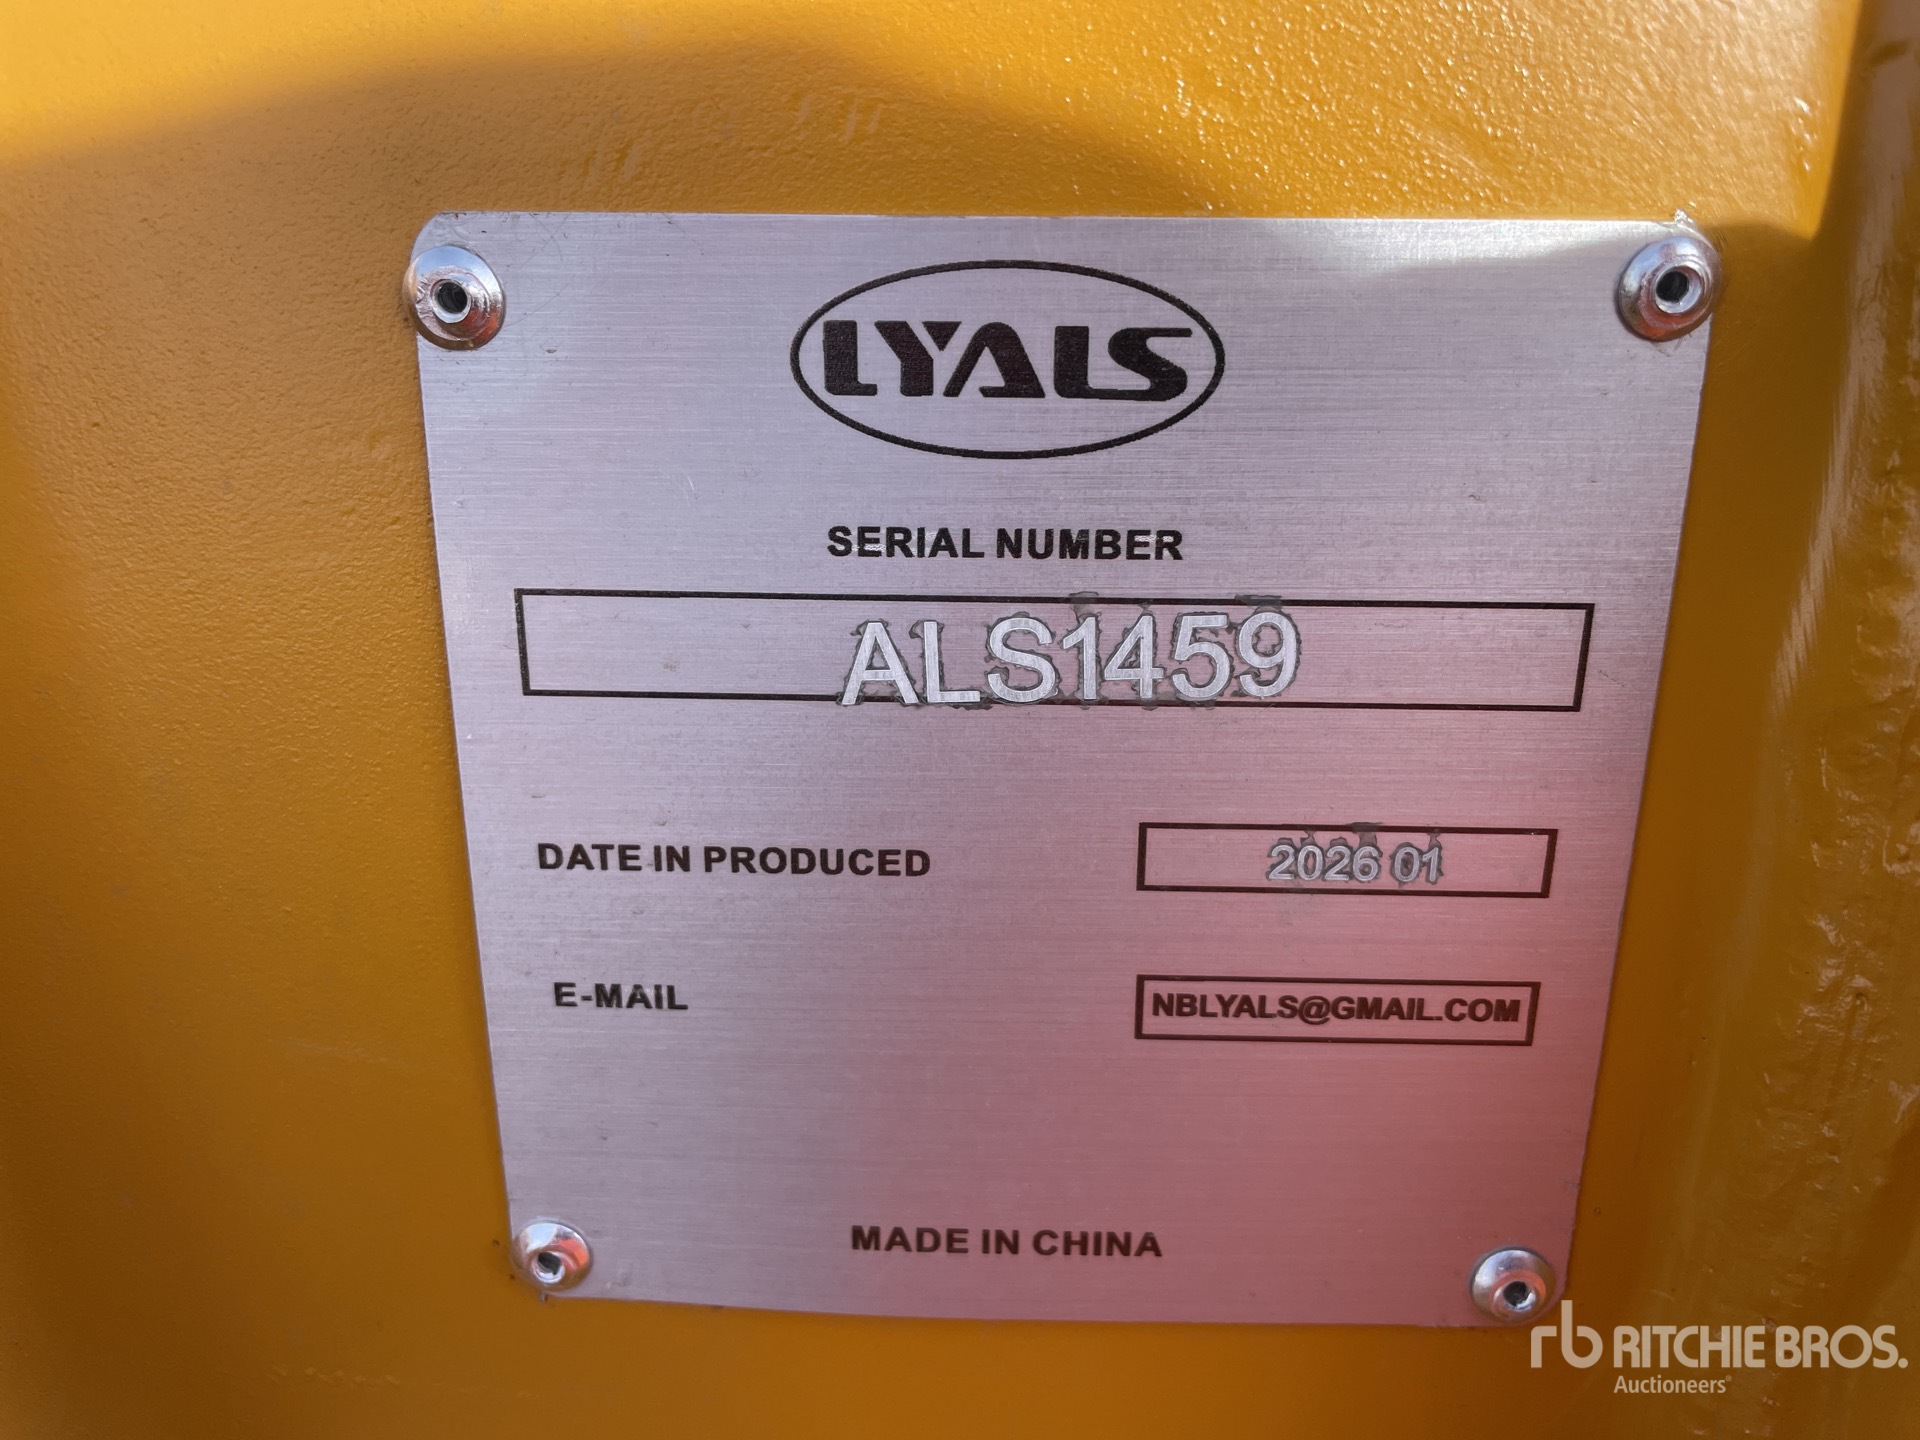 LYALS
SERIAL NUMBER
ALS1459
DATE IN PRODUCED 2026 01
E-MAIL NBLYALS@GMAIL.COM
MADE IN CHINA
rb RITCHIE BROS.
Auctioneers